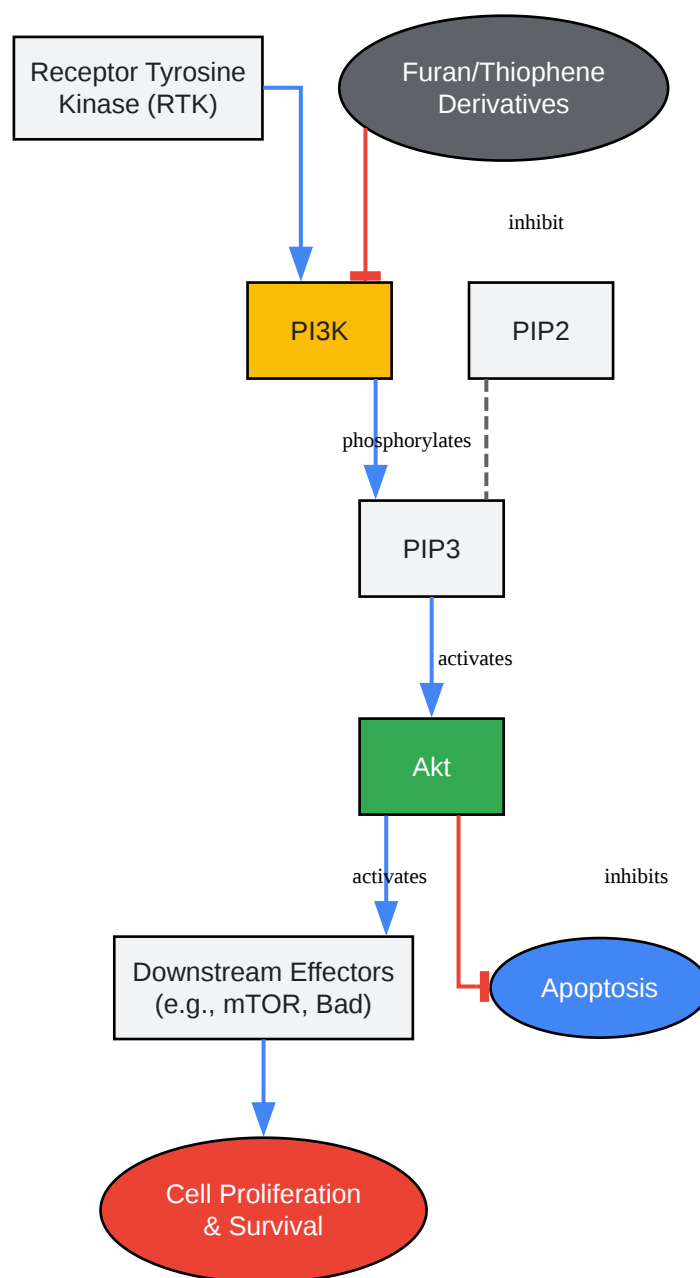 Receptor Tyrosine
Kinase (RTK)
Furan/Thiophene
Derivatives
inhibit
PI3K
PIP2
phosphorylates
PIP3
activates
Akt
activates
inhibits
Downstream Effectors
(e.g., mTOR, Bad)
Apoptosis
Cell Proliferation
& Survival